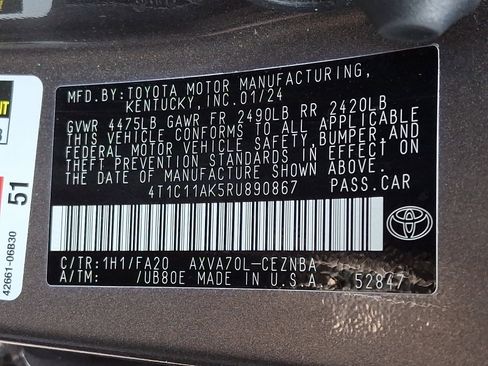 MFD.BY:TOYOTA MOTOR MANUFACTURING,
KENTUCKY, INC. 01/24
GVWR 4475LB GAWR FR 2490LB RR 2420LB
THIS VEHICLE CONFORMS TO ALL APPLICABLE
FEDERAL MOTOR VEHICLE SAFETY,BUMPER,AND
THEFT PREVENTION STANDARDS IN EFFECT ON
THE DATE OF MANUFACTURE SHOWN ABOVE.
4T1C11AK5RU890867 PASS.CAR
C/TR:1H1/FA20 AXVA70L-CEZNBA
A/TM: /UB80E MADE IN U.S.A. 52847
TOYOTA
51
42661-06B30